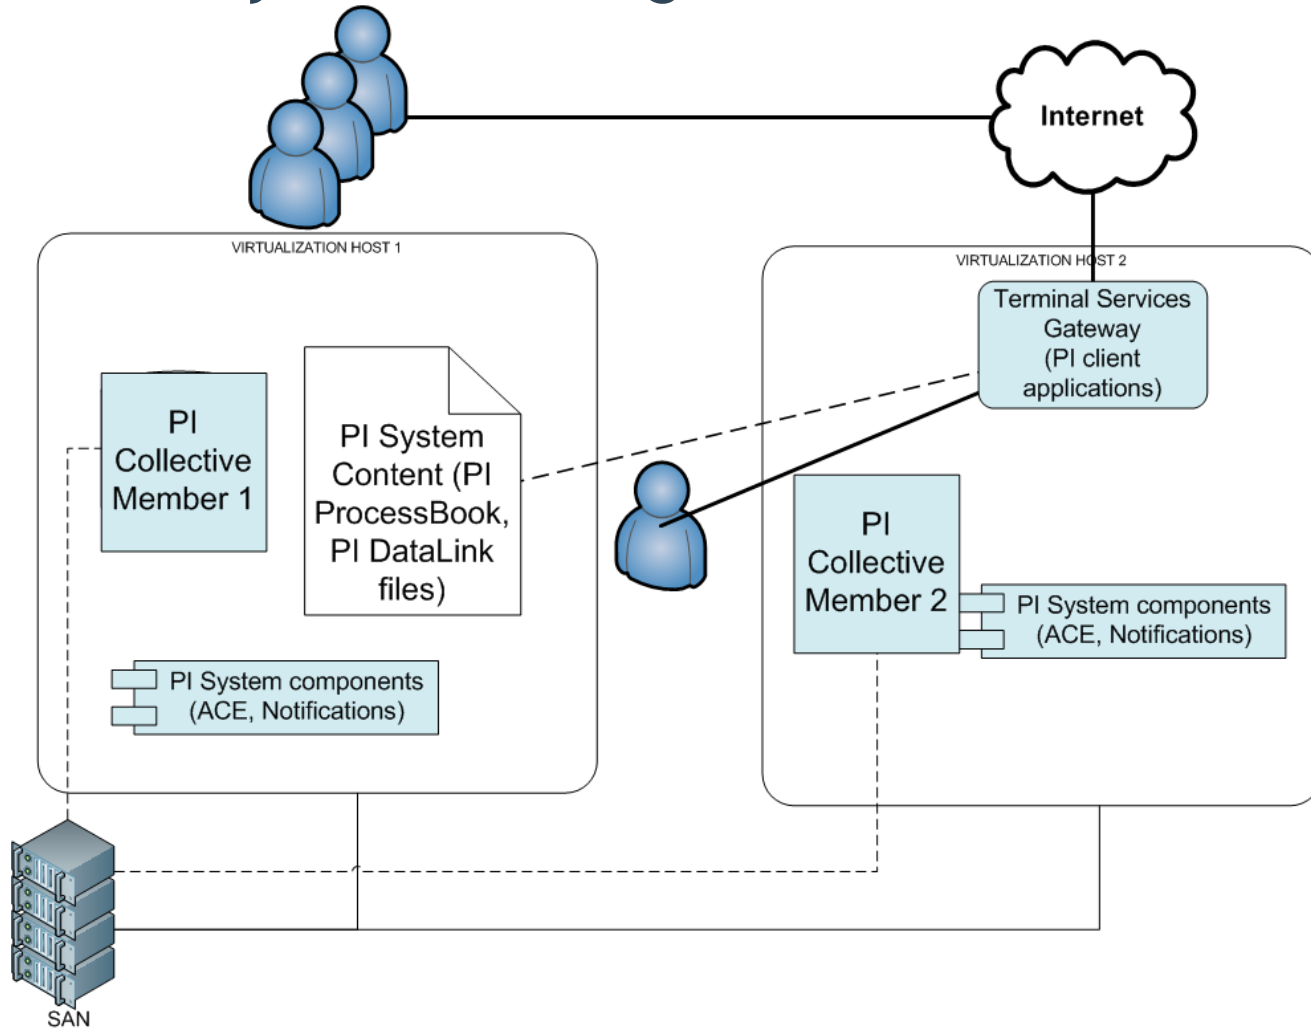 Internet
VIRTUALIZATION HOST 1
VIRTUALIZATION HOST 2
Terminal Services
Gateway
(PI client
applications)
PI
Collective
Member 1
PI System
Content (PI
ProcessBook,
PI DataLink
files)
PI
Collective
Member 2
PI System components
(ACE, Notifications)
PI System components
(ACE, Notifications)
SAN